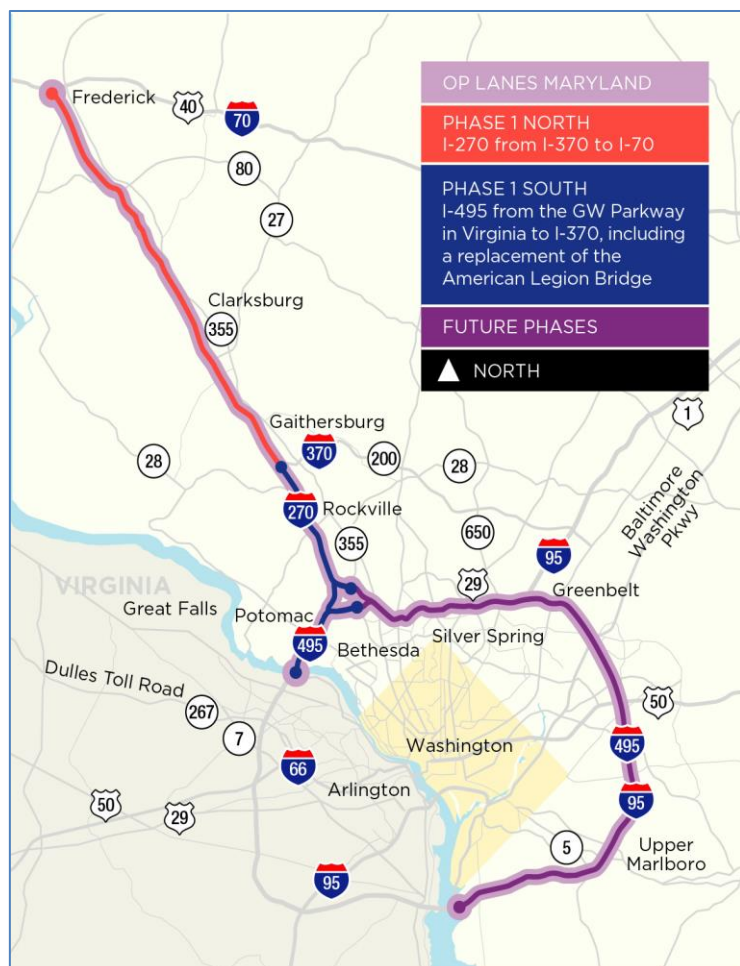 OP LANES MARYLAND
PHASE 1 NORTH
I-270 from I-370 to I-70
PHASE 1 SOUTH
I-495 from the GW Parkway
in Virginia to I-370, including
a replacement of the
American Legion Bridge
FUTURE PHASES
NORTH
Frederick
40
70
80
27
Clarksburg
355
1
Gaithersburg
370
28
200
28
270
Rockville
Baltimore
Washington
Pkwy
355
650
95
29
VIRGINIA
Greenbelt
Great Falls
Potomac
495
Silver Spring
Bethesda
Dulles Toll Road
267
7
50
Washington
495
66
Arlington
50
29
95
5
Upper
Marlboro
95